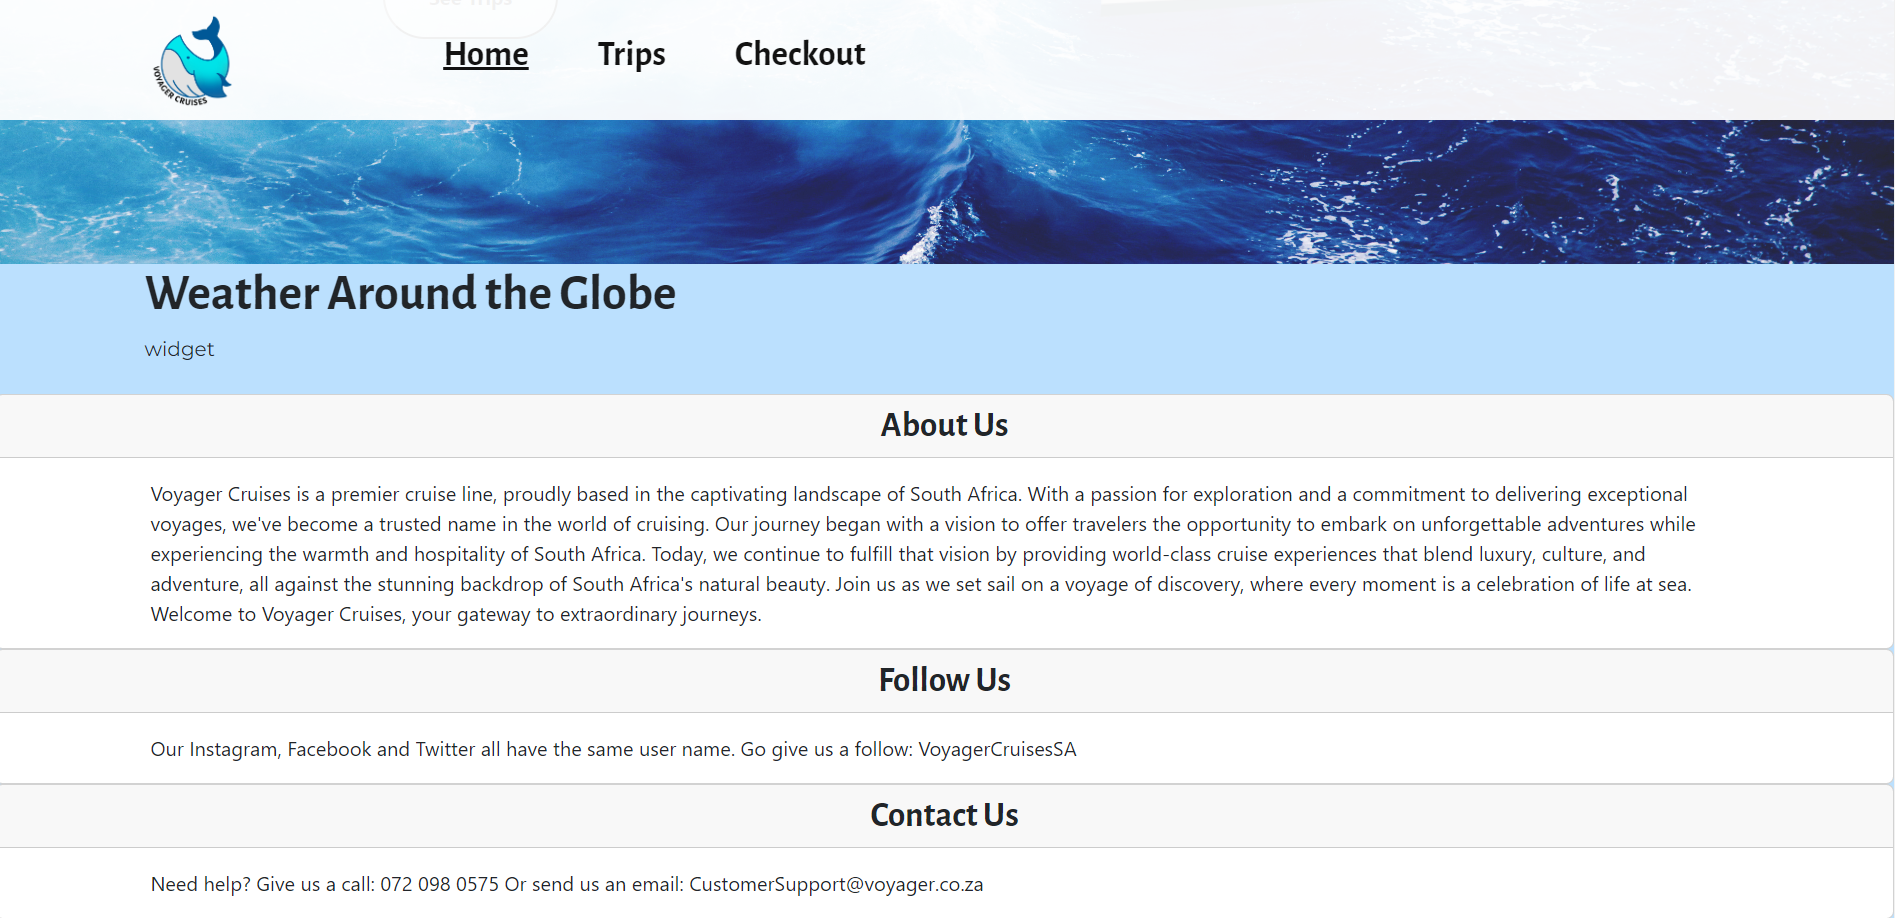 See Trips
VOYAGER CRUISES
Home Trips Checkout
Weather Around the Globe
widget
About Us
Voyager Cruises is a premier cruise line, proudly based in the captivating landscape of South Africa. With a passion for exploration and a commitment to delivering exceptional
voyages, we've become a trusted name in the world of cruising. Our journey began with a vision to offer travelers the opportunity to embark on unforgettable adventures while
experiencing the warmth and hospitality of South Africa. Today, we continue to fulfill that vision by providing world-class cruise experiences that blend luxury, culture, and
adventure, all against the stunning backdrop of South Africa's natural beauty. Join us as we set sail on a voyage of discovery, where every moment is a celebration of life at sea.
Welcome to Voyager Cruises, your gateway to extraordinary journeys.
Follow Us
Our Instagram, Facebook and Twitter all have the same user name. Go give us a follow: VoyagerCruisesSA
Contact Us
Need help? Give us a call: 072 098 0575 Or send us an email: CustomerSupport@voyager.co.za